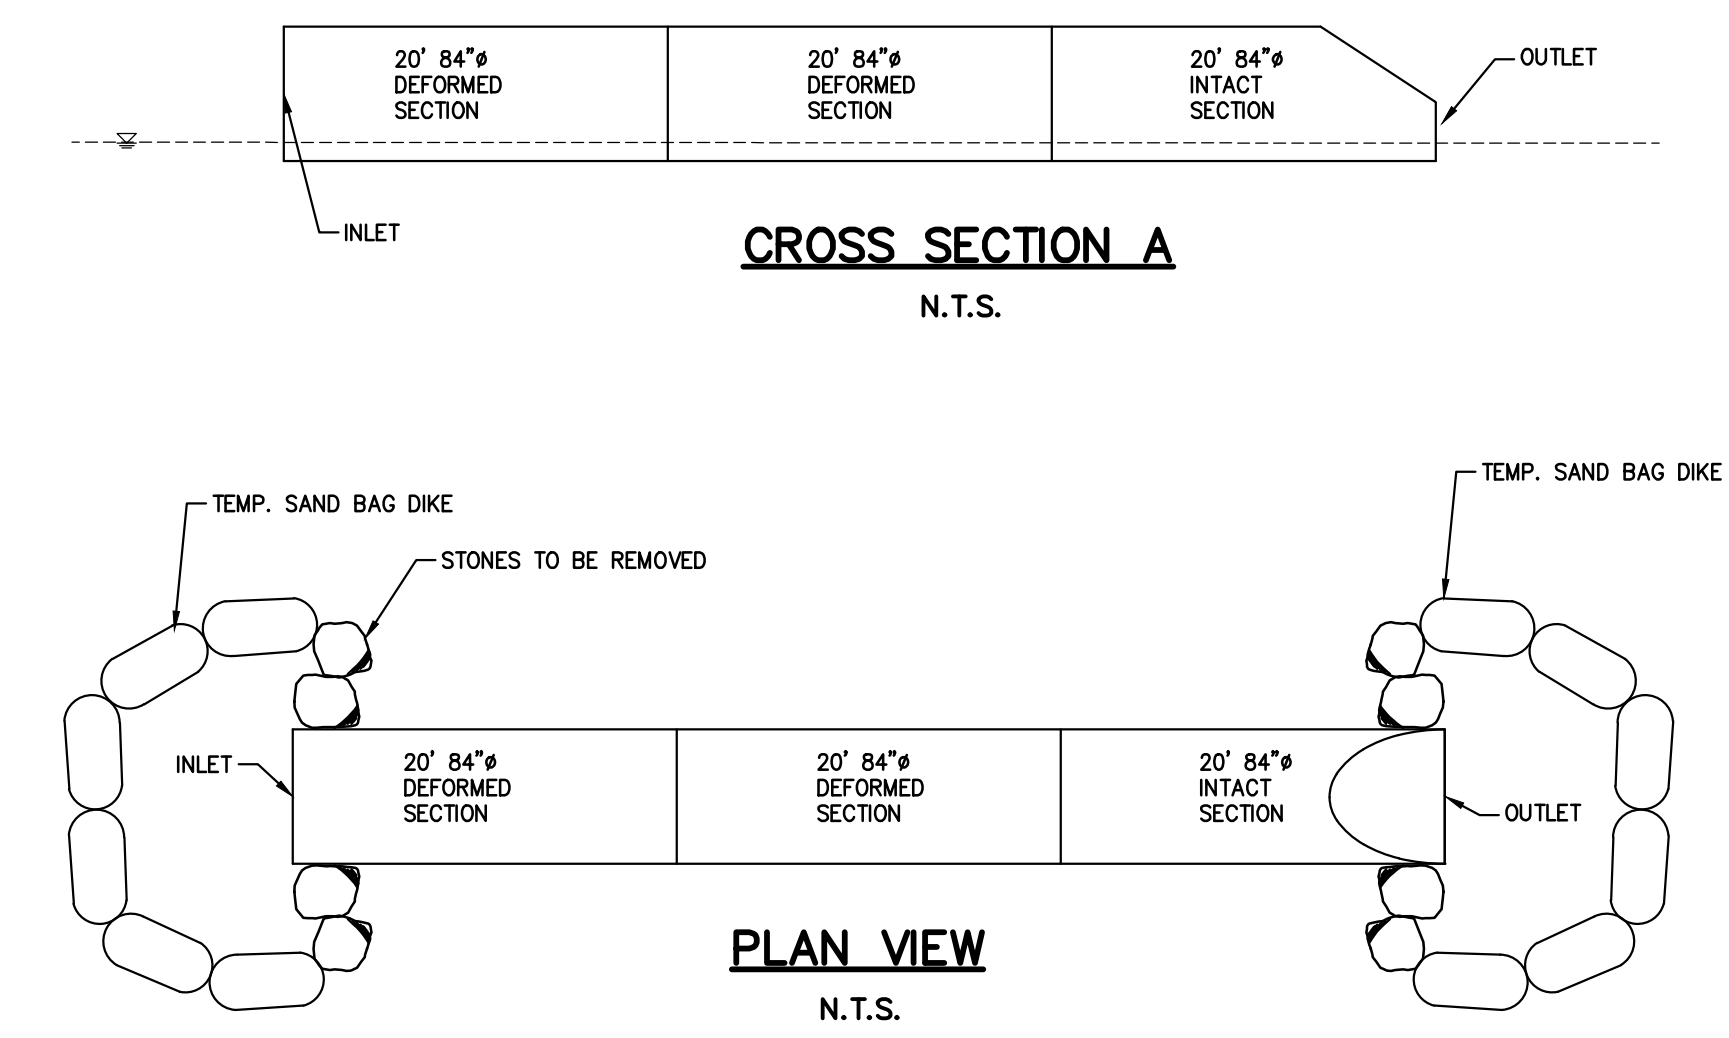 20' 84"ø
DEFORMED
SECTION
20' 84"ø
DEFORMED
SECTION
20' 84"ø
INTACT
SECTION
OUTLET
INLET
CROSS SECTION A
N.T.S.
TEMP. SAND BAG DIKE
TEMP. SAND BAG DIKE
STONES TO BE REMOVED
INLET
20' 84"ø
DEFORMED
SECTION
20' 84"ø
DEFORMED
SECTION
20' 84"ø
INTACT
SECTION
OUTLET
PLAN VIEW
N.T.S.